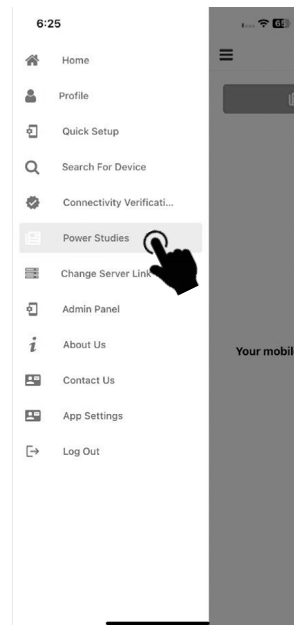 6:25
Home
Profile
Quick Setup
Search For Device
Connectivity Verificati...
Power Studies
Change Server Link
Admin Panel
About Us
Contact Us
App Settings
Log Out
Your mobil